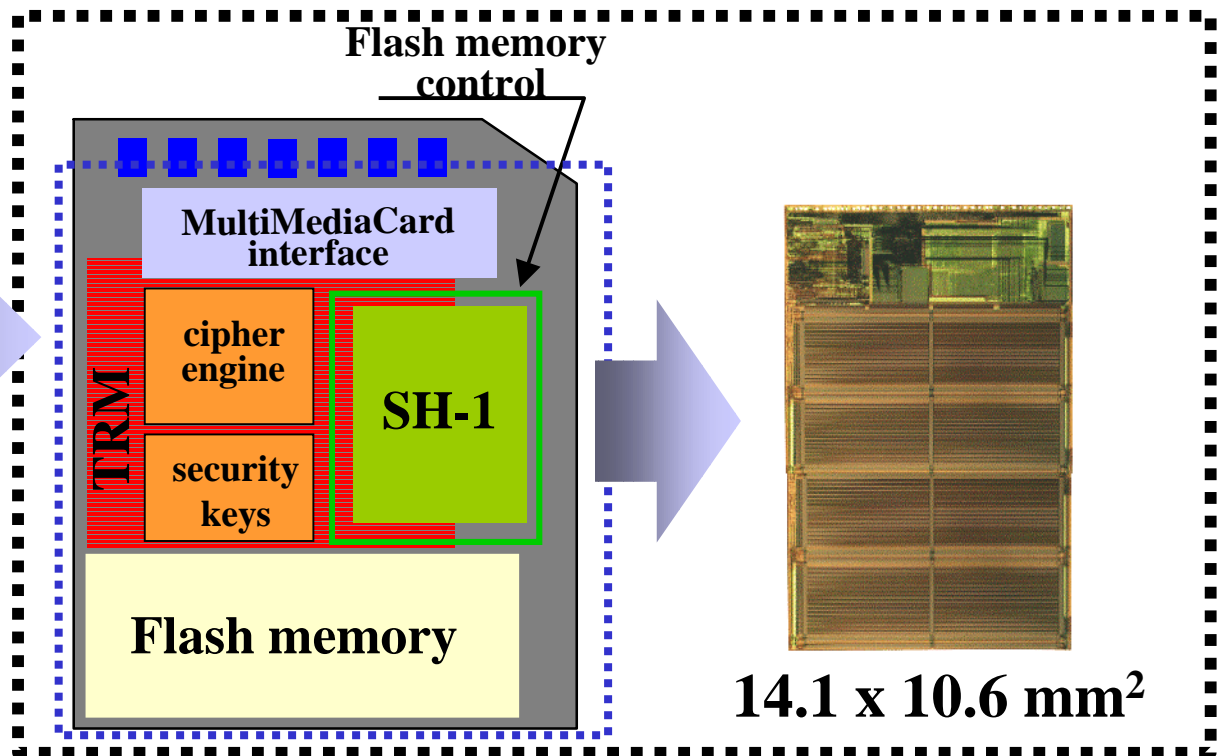 Flash memory
control
MultiMediaCard
interface
cipher
engine
TRM
SH-1
security
keys
Flash memory
14.1 x 10.6 mm²